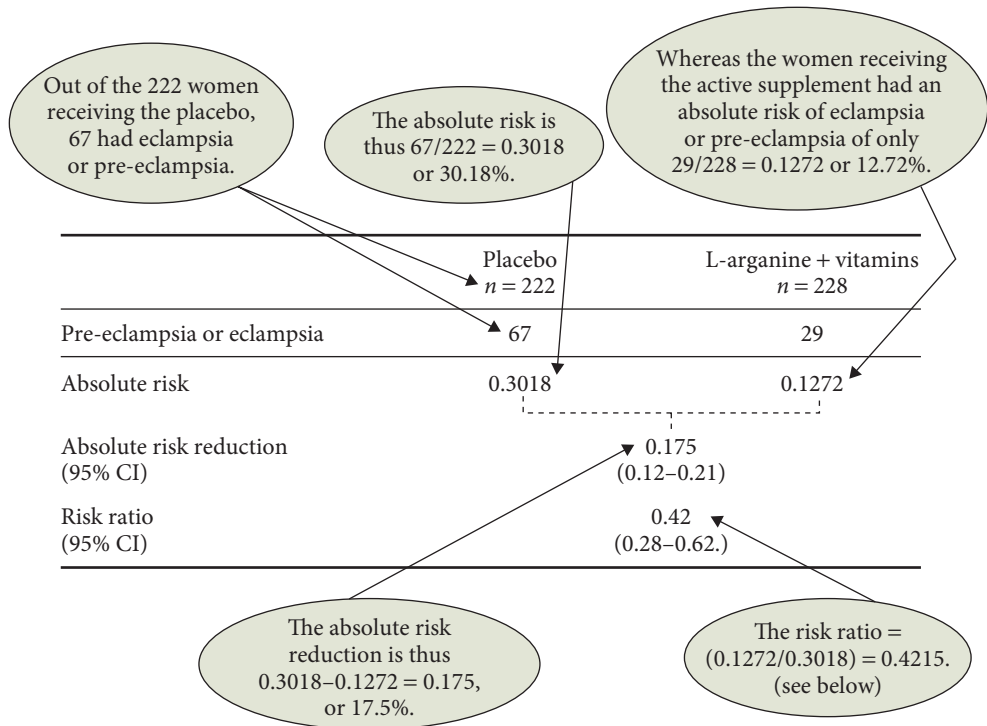 Out of the 222 women
receiving the placebo,
67 had eclampsia
or pre-eclampsia.
The absolute risk is
thus 67/222 = 0.3018
or 30.18%.
Whereas the women receiving
the active supplement had an
absolute risk of eclampsia
or pre-eclampsia of only
29/228 = 0.1272 or 12.72%.
Placebo
n = 222
L-arginine + vitamins
n = 228
Pre-eclampsia or eclampsia 67 29
Absolute risk 0.3018 0.1272
Absolute risk reduction 0.175
(95% CI) (0.12–0.21)
Risk ratio 0.42
(95% CI) (0.28–0.62.)
The absolute risk
reduction is thus
0.3018–0.1272 = 0.175,
or 17.5%.
The risk ratio =
(0.1272/0.3018) = 0.4215.
(see below)